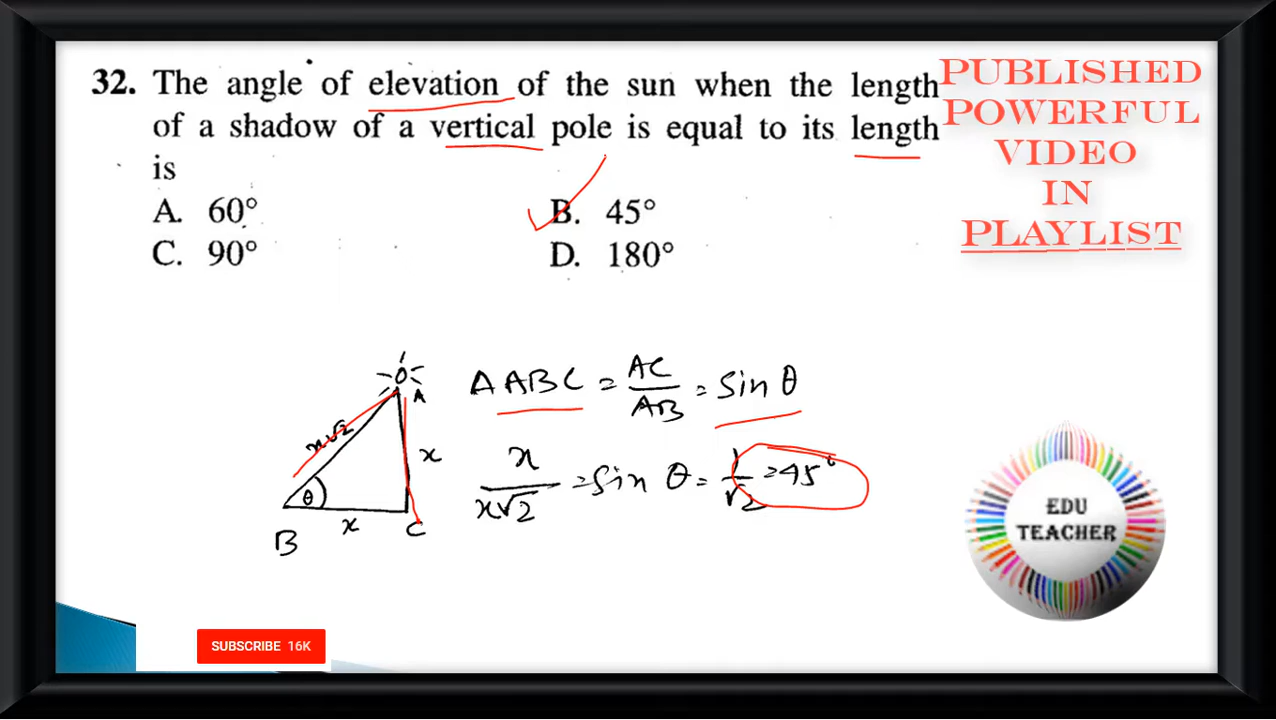 32. The angle of elevation of the sun when the length
of a shadow of a vertical pole is equal to its length
is
A. 60°
B. 45°
C. 90°
D. 180°
PUBLISHED
POWERFUL
VIDEO
IN
PLAYLIST
A
x√2
x
θ
x
B
C
∆ ABC = AC/AB = Sin θ
x/x√2 = Sin θ = 1/√2 = 45°
EDU
TEACHER
SUBSCRIBE 16K